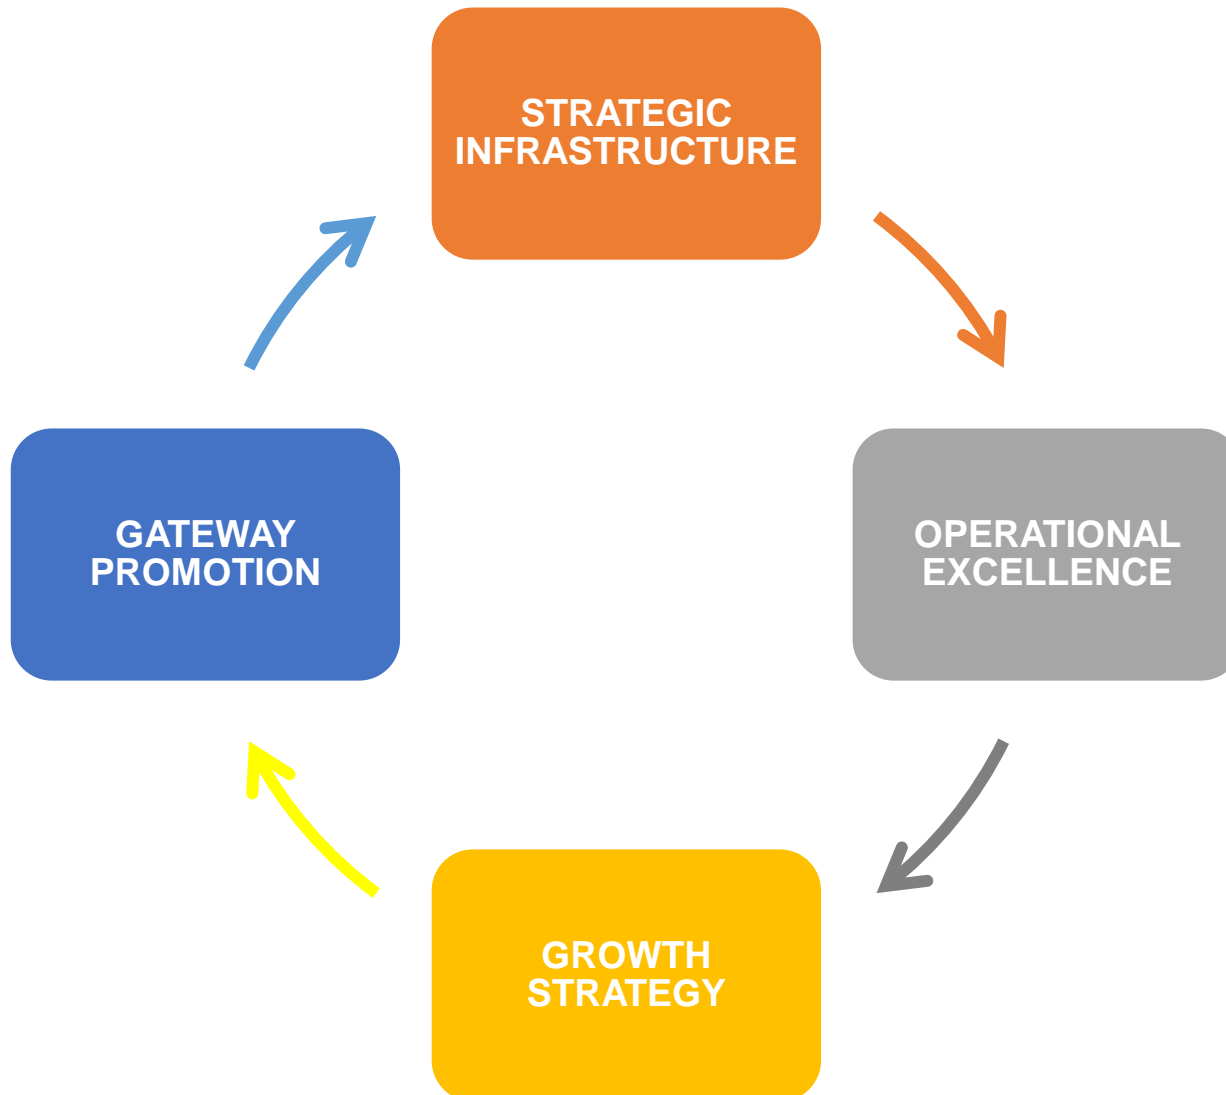 STRATEGIC
INFRASTRUCTURE
GATEWAY
PROMOTION
OPERATIONAL
EXCELLENCE
GROWTH
STRATEGY